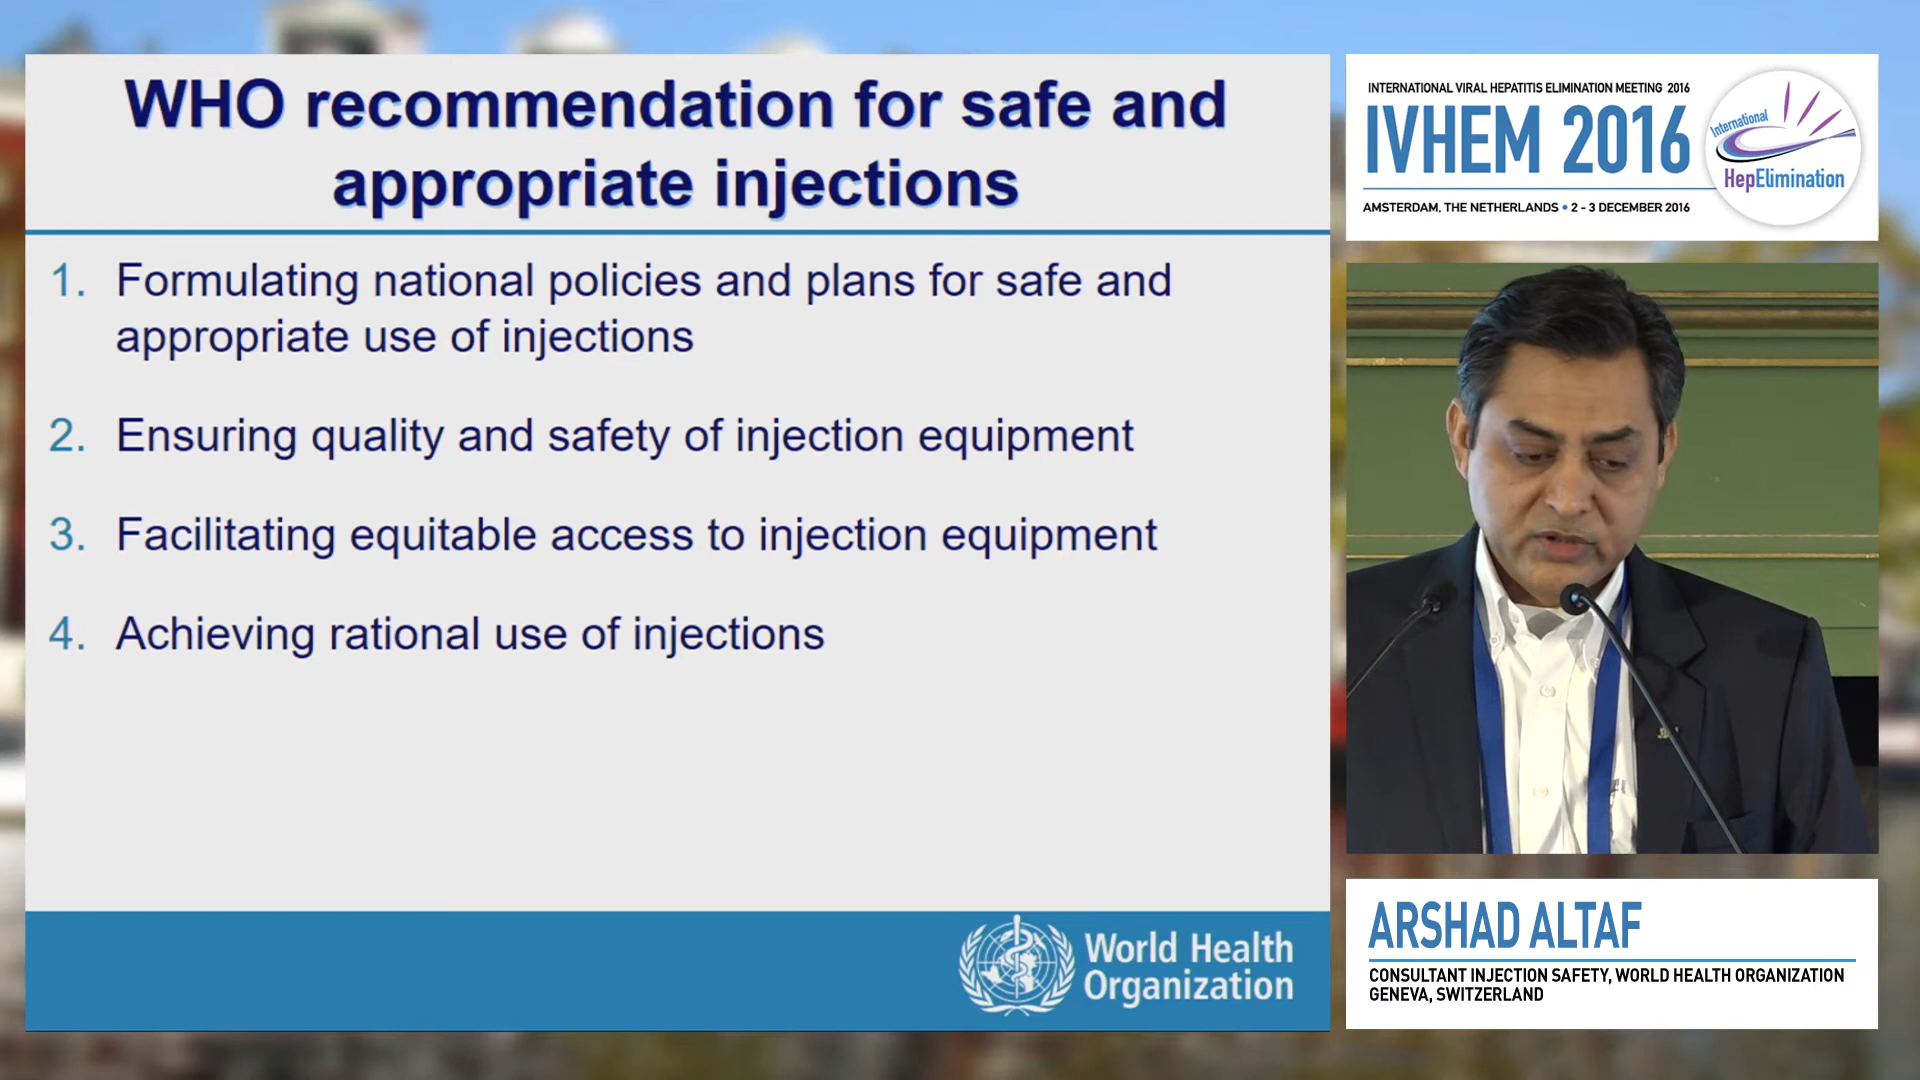 WHO recommendation for safe and
appropriate injections
1. Formulating national policies and plans for safe and
appropriate use of injections
2. Ensuring quality and safety of injection equipment
3. Facilitating equitable access to injection equipment
4. Achieving rational use of injections
World Health
Organization
INTERNATIONAL VIRAL HEPATITIS ELIMINATION MEETING 2016
IVHEM 2016
AMSTERDAM, THE NETHERLANDS • 2 - 3 DECEMBER 2016
International
HepElimination
ARSHAD ALTAF
CONSULTANT INJECTION SAFETY, WORLD HEALTH ORGANIZATION
GENEVA, SWITZERLAND